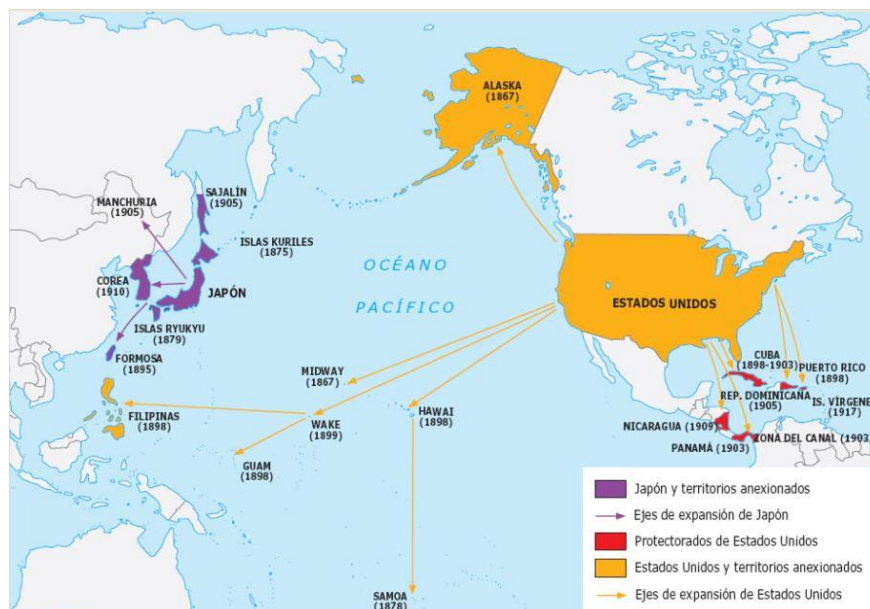 ALASKA
(1867)
MANCHURIA
(1905)
SAJALÍN
(1905)
ISLAS KURILES
(1875)
COREA
(1910)
JAPÓN
OCÉANO
PACÍFICO
ESTADOS UNIDOS
ISLAS RYUKYU
(1879)
FORMOSA
(1895)
MIDWAY
(1867)
CUBA
(1898-1903)
PUERTO RICO
(1898)
REP. DOMINICANA
(1905)
IS. VÍRGENE
(1917)
FILIPINAS
(1898)
WAKE
(1899)
HAWAI
(1898)
NICARAGUA (1909)
PANAMÁ (1903)
ZONA DEL CANAL (1903)
GUAM
(1898)
SAMOA
(1878)
Japón y territorios anexionados
Ejes de expansión de Japón
Protectorados de Estados Unidos
Estados Unidos y territorios anexionados
Ejes de expansión de Estados Unidos